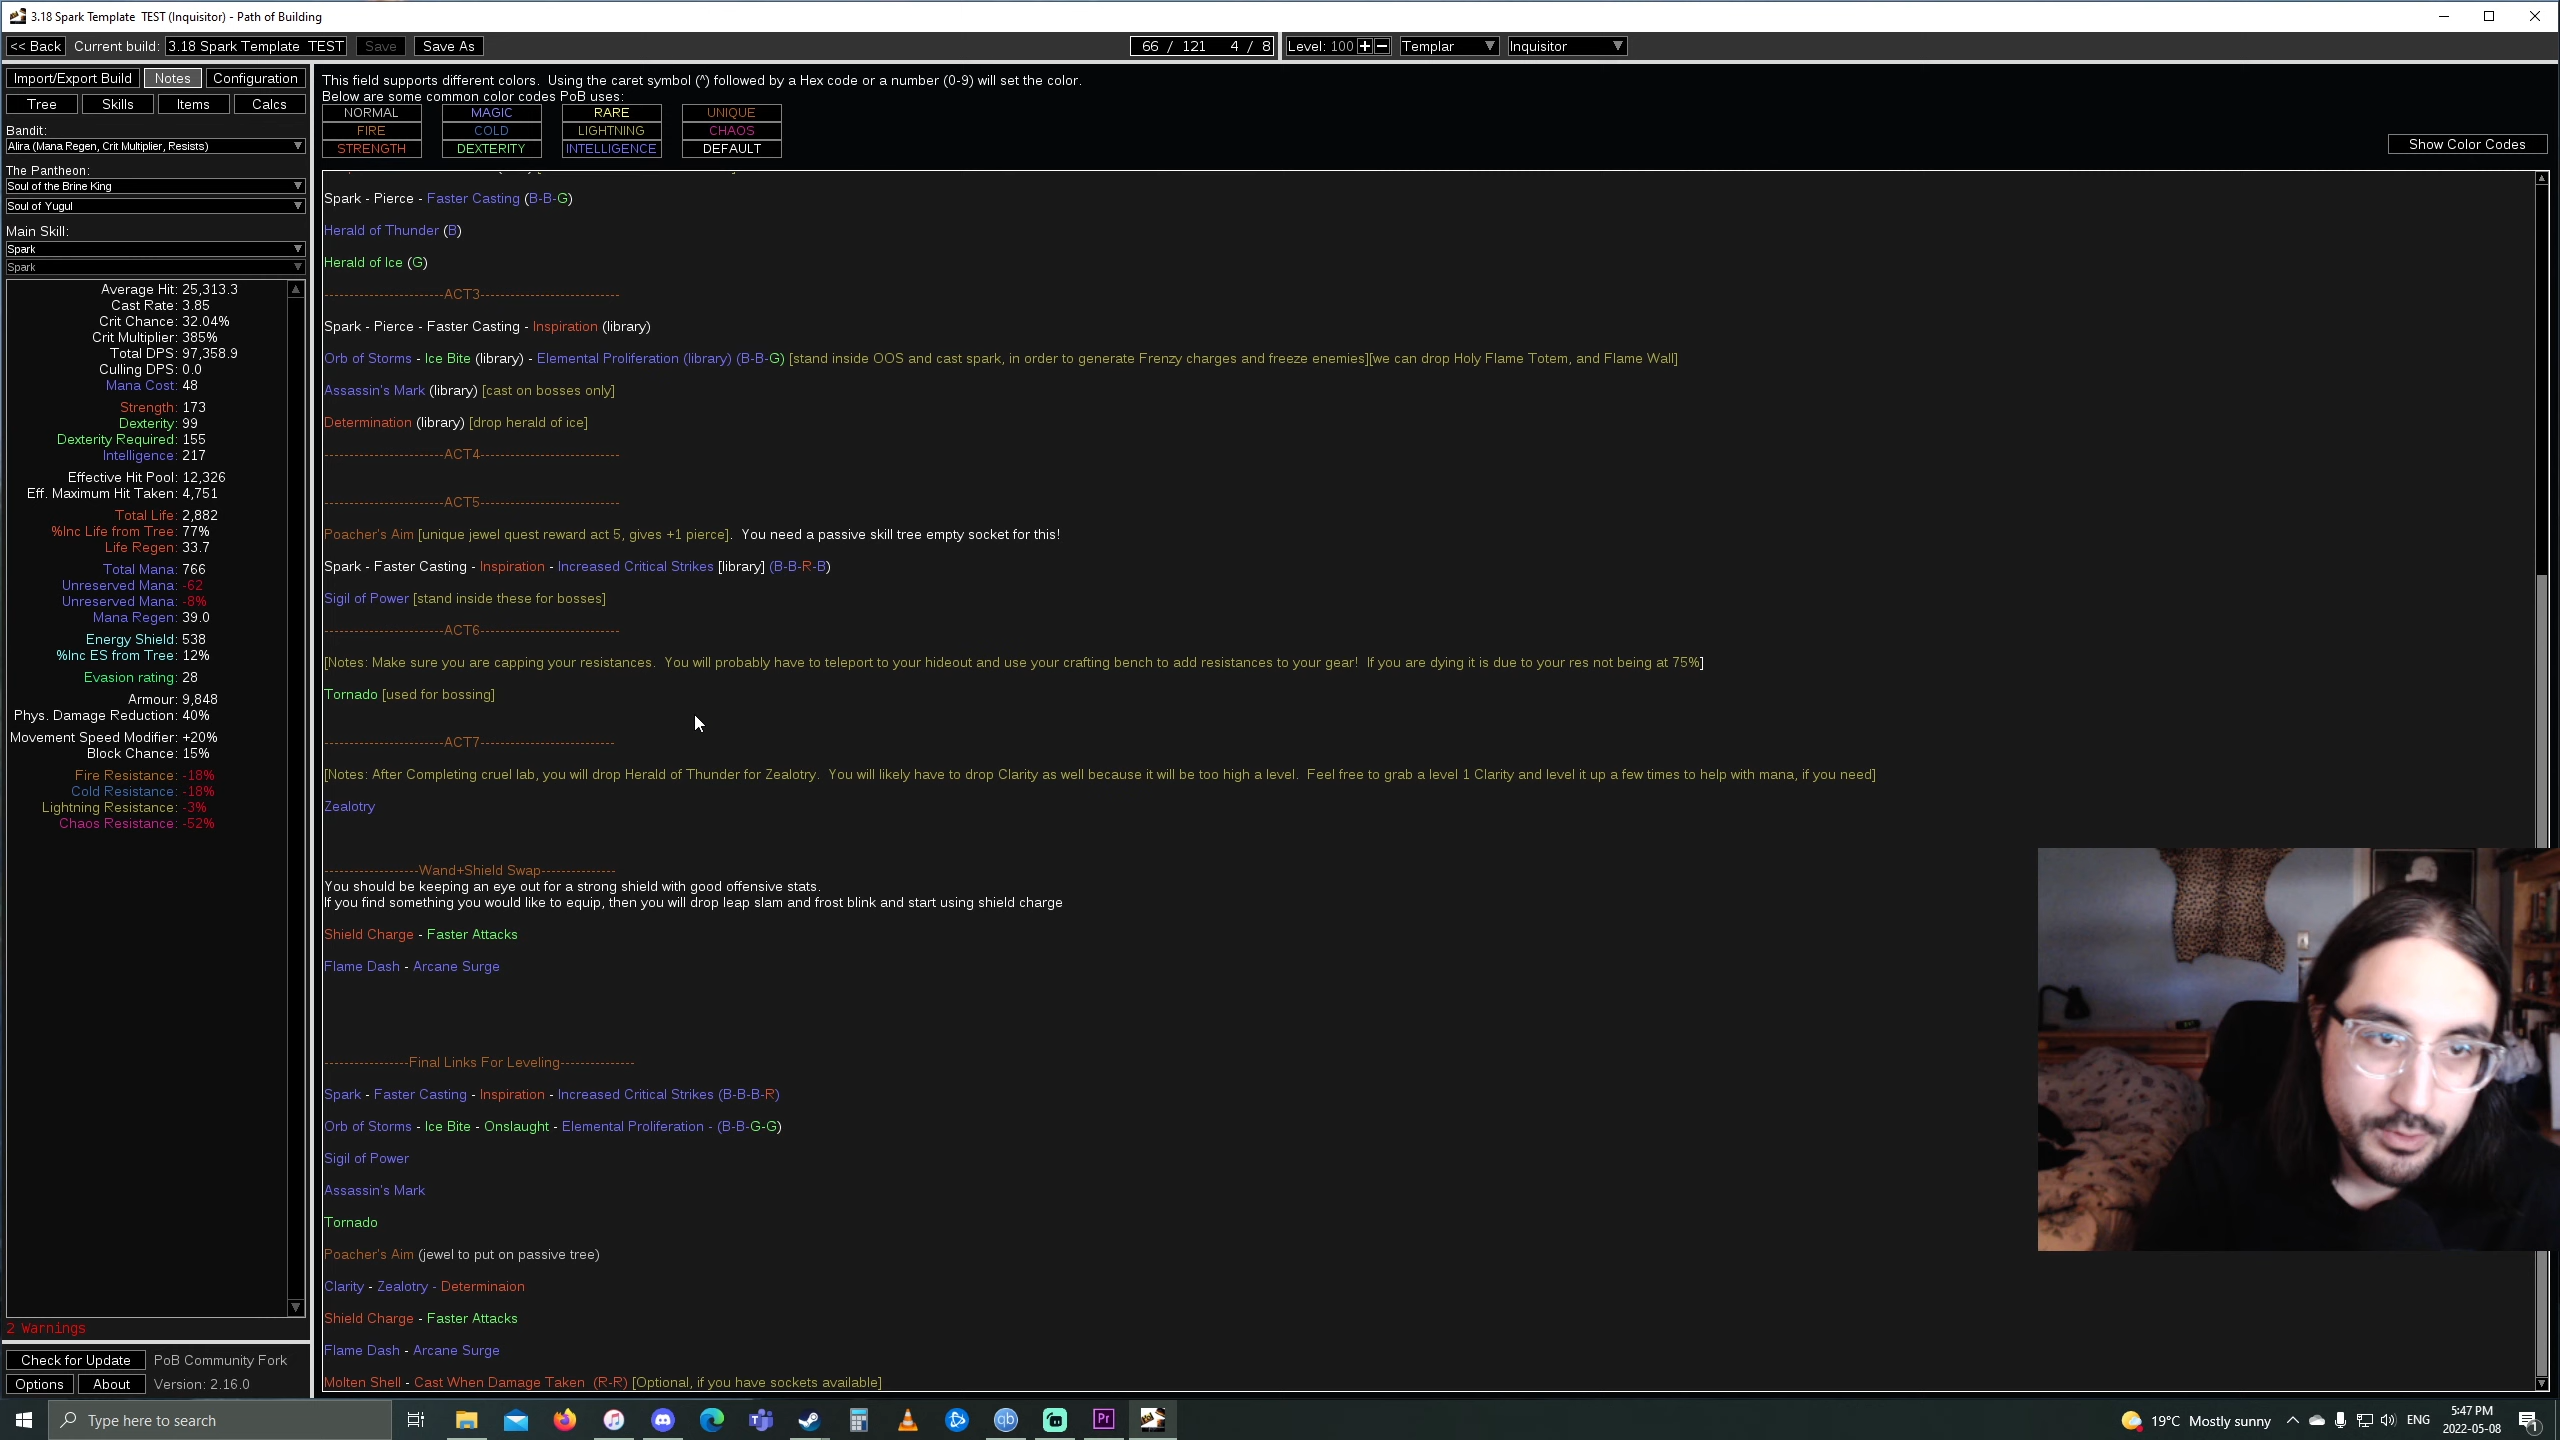 3.18 Spark Template  TEST (Inquisitor) - Path of Building
<< Back
Current build:
3.18 Spark Template  TEST
Save
Save As
66 / 121   4 / 8
Level: 100
Templar
Inquisitor
Import/Export Build
Notes
Configuration
Tree
Skills
Items
Calcs
Bandit:
Alira (Mana Regen, Crit Multiplier, Resists)
The Pantheon:
Soul of the Brine King
Soul of Yugul
Main Skill:
Spark
Spark
Average Hit: 25,313.3
Cast Rate: 3.85
Crit Chance: 32.04%
Crit Multiplier: 385%
Total DPS: 97,358.9
Culling DPS: 0.0
Mana Cost: 48
Strength: 173
Dexterity: 99
Dexterity Required: 155
Intelligence: 217
Effective Hit Pool: 12,326
Eff. Maximum Hit Taken: 4,751
Total Life: 2,882
%Inc Life from Tree: 77%
Life Regen: 33.7
Total Mana: 766
Unreserved Mana: -62
Unreserved Mana: -8%
Mana Regen: 39.0
Energy Shield: 538
%Inc ES from Tree: 12%
Evasion rating: 28
Armour: 9,848
Phys. Damage Reduction: 40%
Movement Speed Modifier: +20%
Block Chance: 15%
Fire Resistance: -18%
Cold Resistance: -18%
Lightning Resistance: -3%
Chaos Resistance: -52%
2 Warnings
Check for Update
PoB Community Fork
Options
About
Version: 2.16.0
This field supports different colors.  Using the caret symbol (^) followed by a Hex code or a number (0-9) will set the color.
Below are some common color codes PoB uses:
NORMAL
MAGIC
RARE
UNIQUE
FIRE
COLD
LIGHTNING
CHAOS
STRENGTH
DEXTERITY
INTELLIGENCE
DEFAULT
Show Color Codes
Spark - Pierce - Faster Casting (B-B-G)
Herald of Thunder (B)
Herald of Ice (G)
------------------------ACT3----------------------------
Spark - Pierce - Faster Casting - Inspiration (library)
Orb of Storms - Ice Bite (library) - Elemental Proliferation (library) (B-B-G) [stand inside OOS and cast spark, in order to generate Frenzy charges and freeze enemies][we can drop Holy Flame Totem, and Flame Wall]
Assassin's Mark (library) [cast on bosses only]
Determination (library) [drop herald of ice]
------------------------ACT4----------------------------
------------------------ACT5----------------------------
Poacher's Aim [unique jewel quest reward act 5, gives +1 pierce].  You need a passive skill tree empty socket for this!
Spark - Faster Casting - Inspiration - Increased Critical Strikes [library] (B-B-R-B)
Sigil of Power [stand inside these for bosses]
------------------------ACT6----------------------------
[Notes: Make sure you are capping your resistances.  You will probably have to teleport to your hideout and use your crafting bench to add resistances to your gear!  If you are dying it is due to your res not being at 75%]
Tornado [used for bossing]
------------------------ACT7---------------------------
[Notes: After Completing cruel lab, you will drop Herald of Thunder for Zealotry.  You will likely have to drop Clarity as well because it will be too high a level.  Feel free to grab a level 1 Clarity and level it up a few times to help with mana, if you need]
Zealotry
-------------------Wand+Shield Swap---------------
You should be keeping an eye out for a strong shield with good offensive stats.
If you find something you would like to equip, then you will drop leap slam and frost blink and start using shield charge
Shield Charge - Faster Attacks
Flame Dash - Arcane Surge
-----------------Final Links For Leveling---------------
Spark - Faster Casting - Inspiration - Increased Critical Strikes (B-B-B-R)
Orb of Storms - Ice Bite - Onslaught - Elemental Proliferation - (B-B-G-G)
Sigil of Power
Assassin's Mark
Tornado
Poacher's Aim (jewel to put on passive tree)
Clarity - Zealotry - Determinaion
Shield Charge - Faster Attacks
Flame Dash - Arcane Surge
Molten Shell - Cast When Damage Taken  (R-R) [Optional, if you have sockets available]
Type here to search
19°C  Mostly sunny
ENG
5:47 PM
2022-05-08